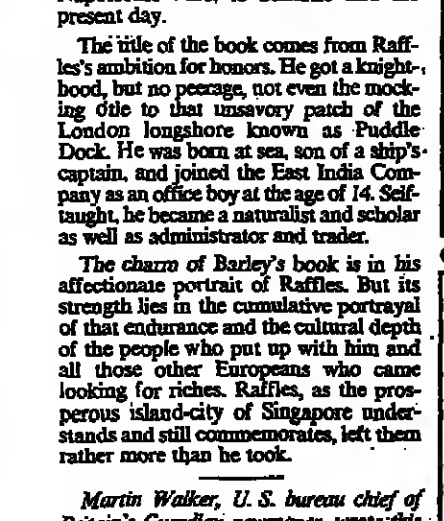 present day.
The title of the book comes from Raff-
les's ambition for honors. He got a knight-
hood, but no peerage, not even the mock-
ing title to that unsavory patch of the
London longshore known as Puddle
Dock. He was born at sea, son of a ship's
captain, and joined the East India Com-
pany as an office boy at the age of 14. Self-
taught, he became a naturalist and scholar
as well as administrator and trader.
The charm of Barley's book is in his
affectionate portrait of Raffles. But its
strength lies in the cumulative portrayal
of that endurance and the cultural depth
of the people who put up with him and
all those other Europeans who came
looking for riches. Raffles, as the pros-
perous island-city of Singapore under-
stands and still commemorates, left them
rather more than he took.
Martin Walker, U. S. bureau chief of